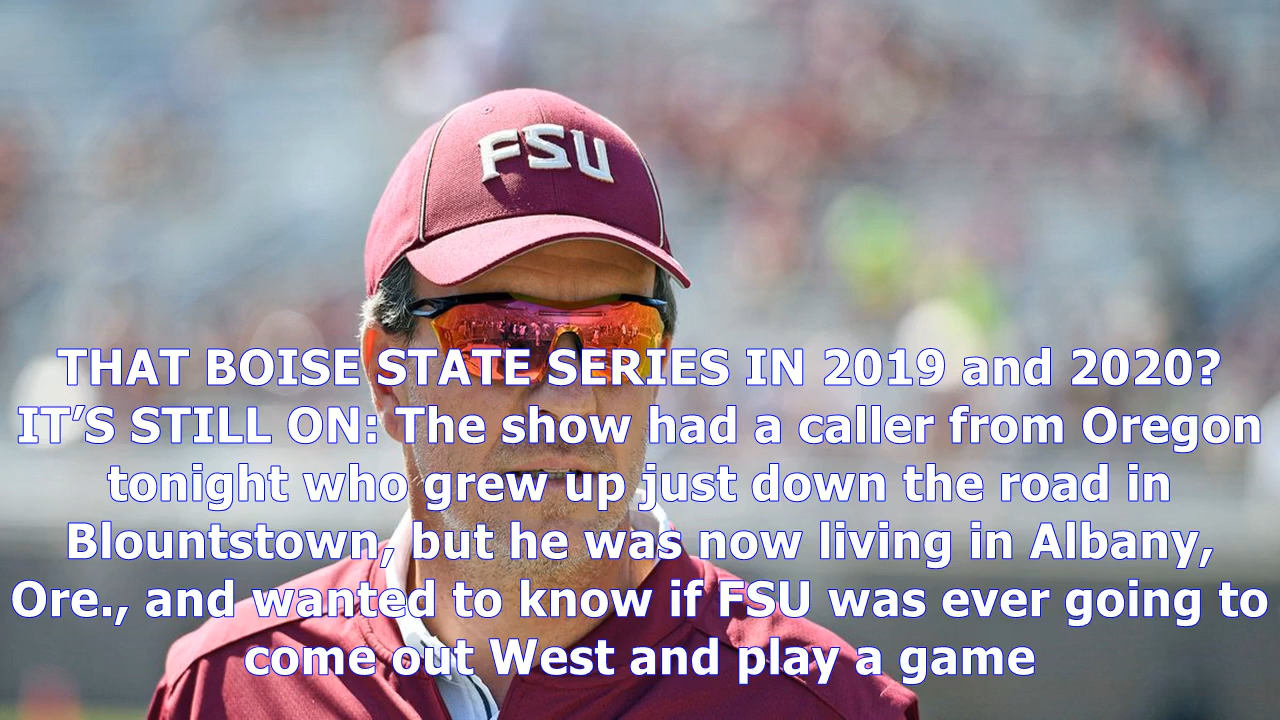 FSU
THAT BOISE STATE SERIES IN 2019 and 2020?
IT’S STILL ON: The show had a caller from Oregon
tonight who grew up just down the road in
Blountstown, but he was now living in Albany,
Ore., and wanted to know if FSU was ever going to
come out West and play a game